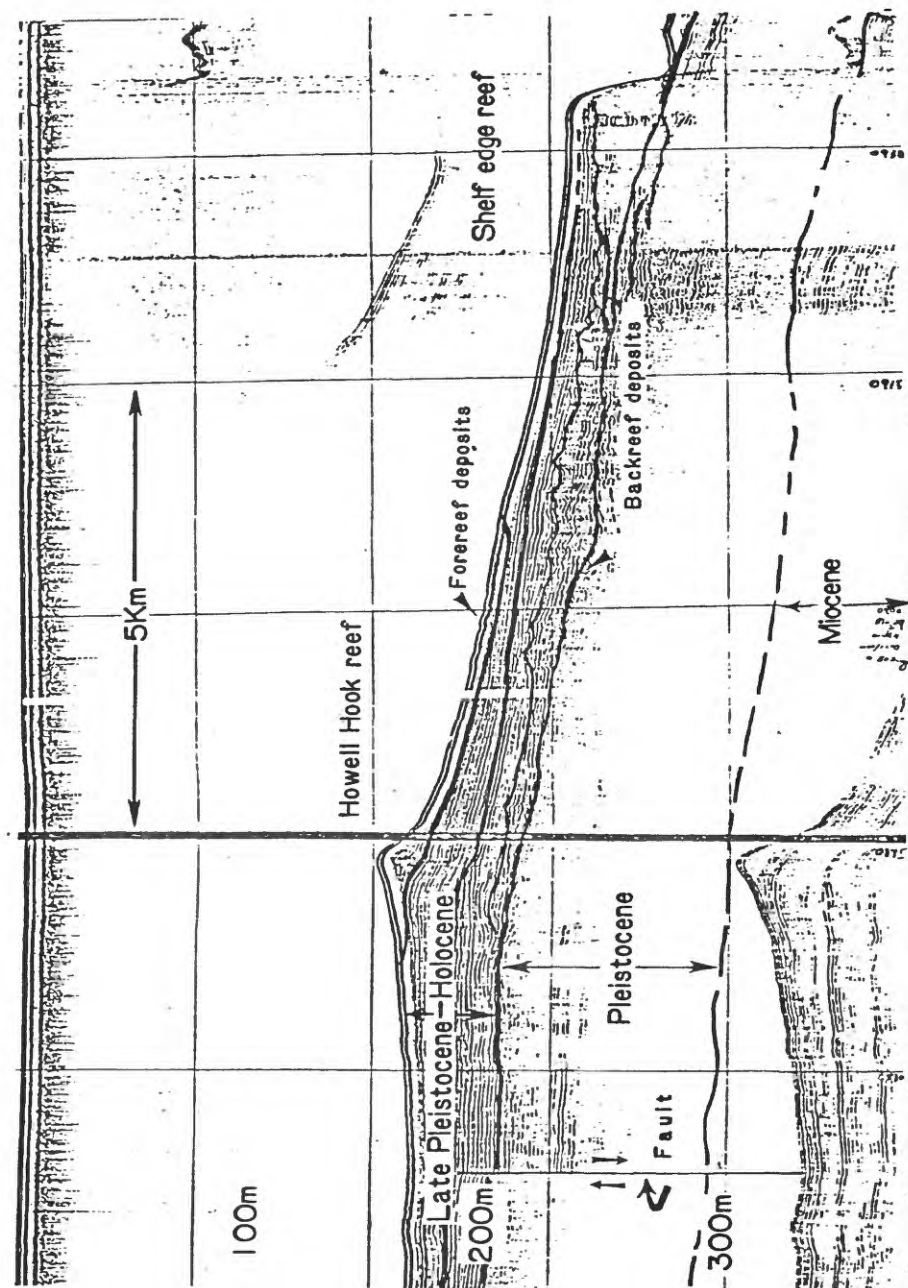 Shelf edge reef
Forereef deposits
Backreef deposits
5Km
Howell Hook reef
Miocene
Late Pleistocene-Holocene
Pleistocene
Fault
100m
200m
300m